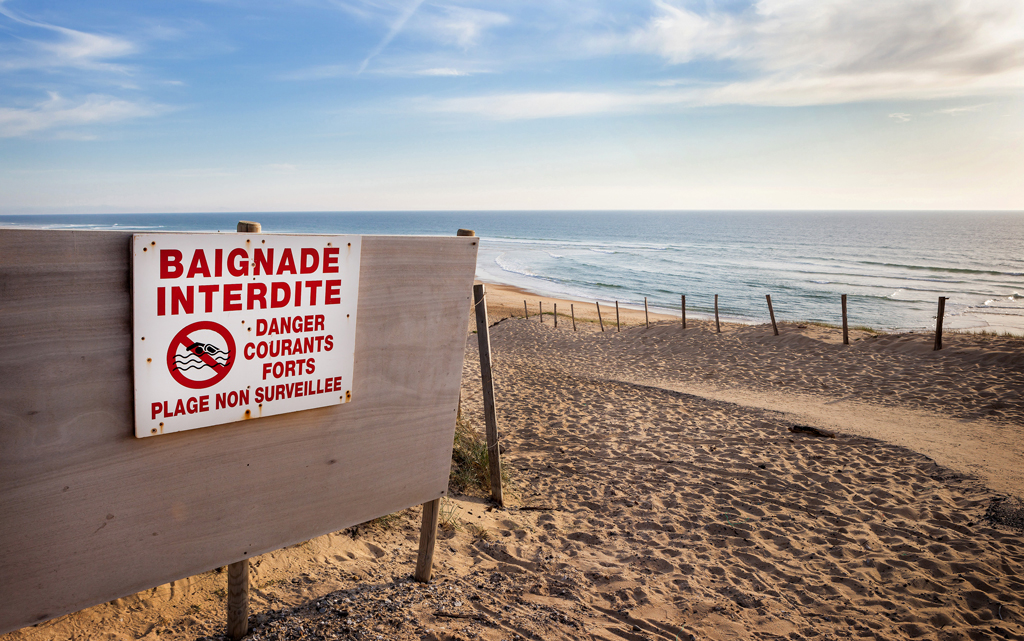 BAIGNADE
INTERDITE
DANGER
COURANTS
FORTS
PLAGE NON SURVEILLEE